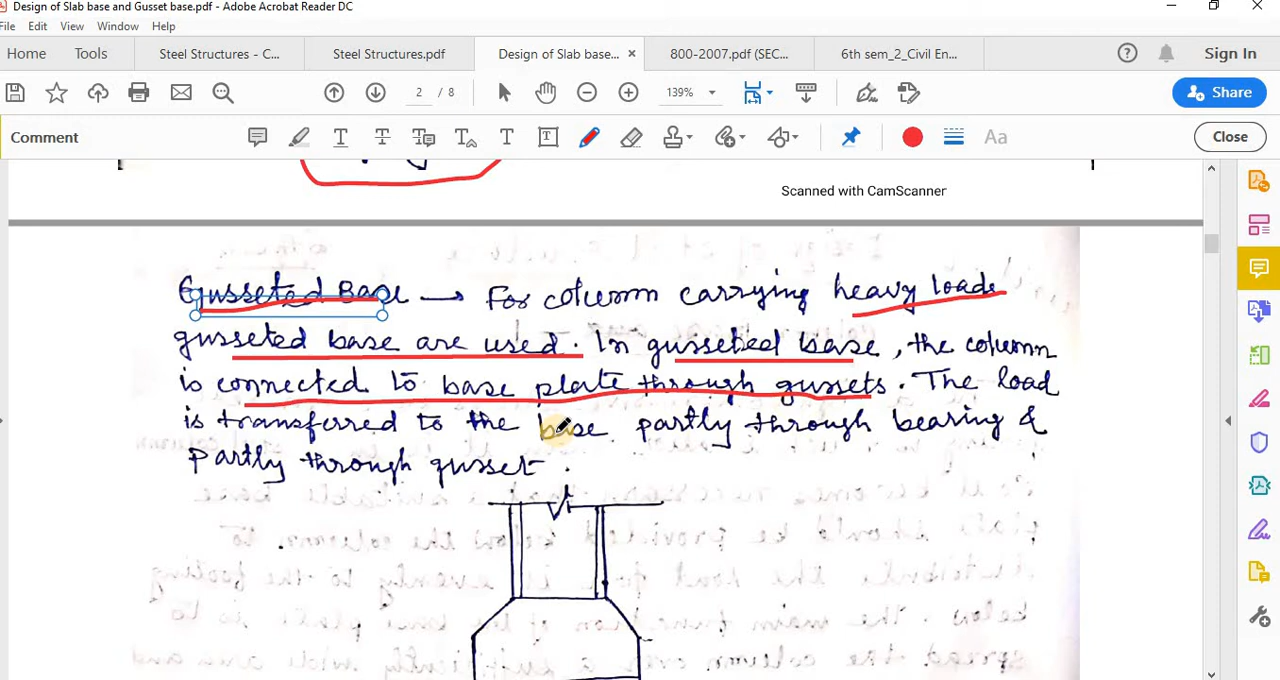 Design of Slab base and Gusset base.pdf - Adobe Acrobat Reader DC
File Edit View Window Help
Home Tools Steel Structures - C... Steel Structures.pdf Design of Slab base... × 800-2007.pdf (SEC... 6th sem_2_Civil En... Sign In
2 / 8 139% Share
Comment Aa Close
Scanned with CamScanner
Gusseted Base → For column carrying heavy loads
gusseted base are used. In gusseted base, the column
is connected to base plate through gussets. The load
is transferred to the base partly through bearing &
Partly through gusset.